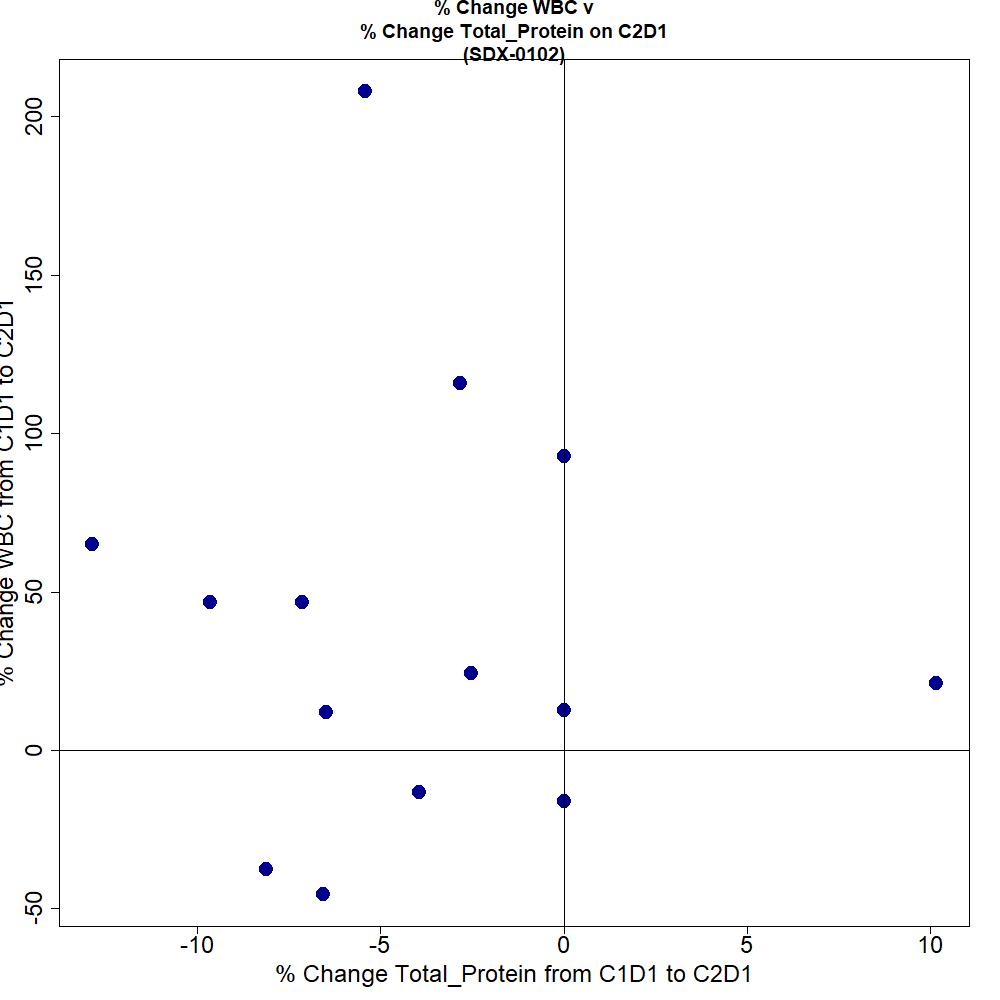 % Change WBC v
% Change Total_Protein on C2D1
(SDX-0102)
% Change WBC from C1D1 to C2D1
200
150
100
50
0
-50
-10
-5
0
5
10
% Change Total_Protein from C1D1 to C2D1